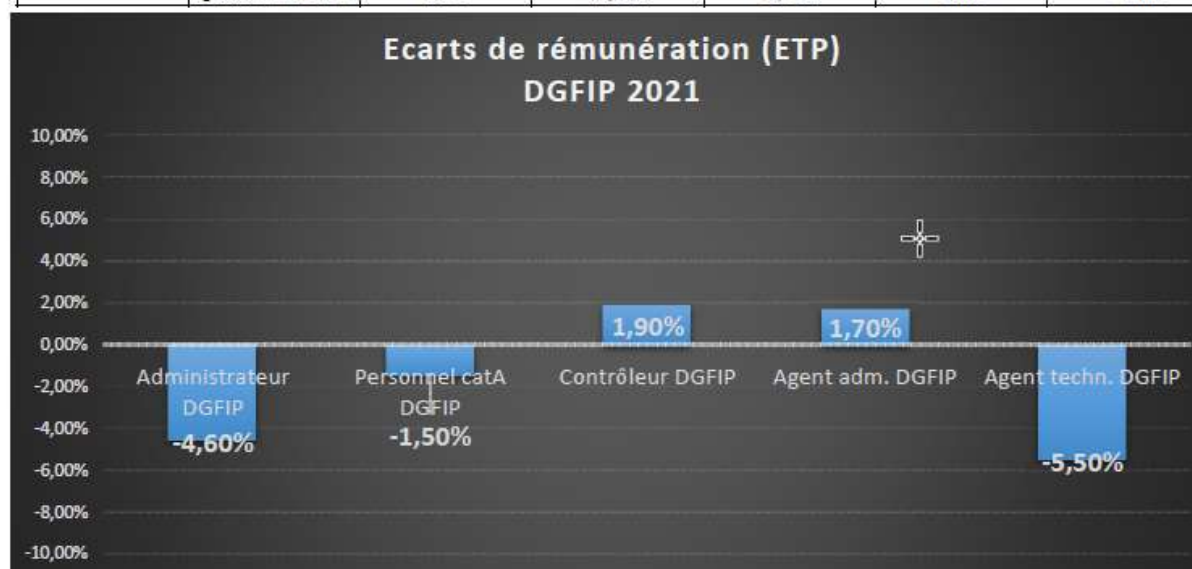 Ecarts de rémunération (ETP)
DGFIP 2021
10,00%
8,00%
6,00%
4,00%
2,00%
0,00%
-2,00%
-4,00%
-6,00%
-8,00%
-10,00%
1,90%
1,70%
Administrateur
DGFIP
Personnel catA
DGFIP
Contrôleur DGFIP
Agent adm. DGFIP
Agent techn. DGFIP
-4,60%
-1,50%
-5,50%